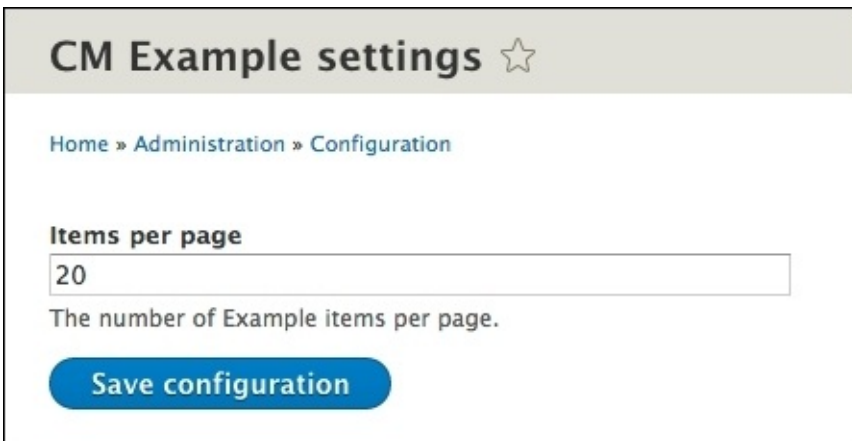 CM Example settings
Home » Administration » Configuration
Items per page
20
The number of Example items per page.
Save configuration